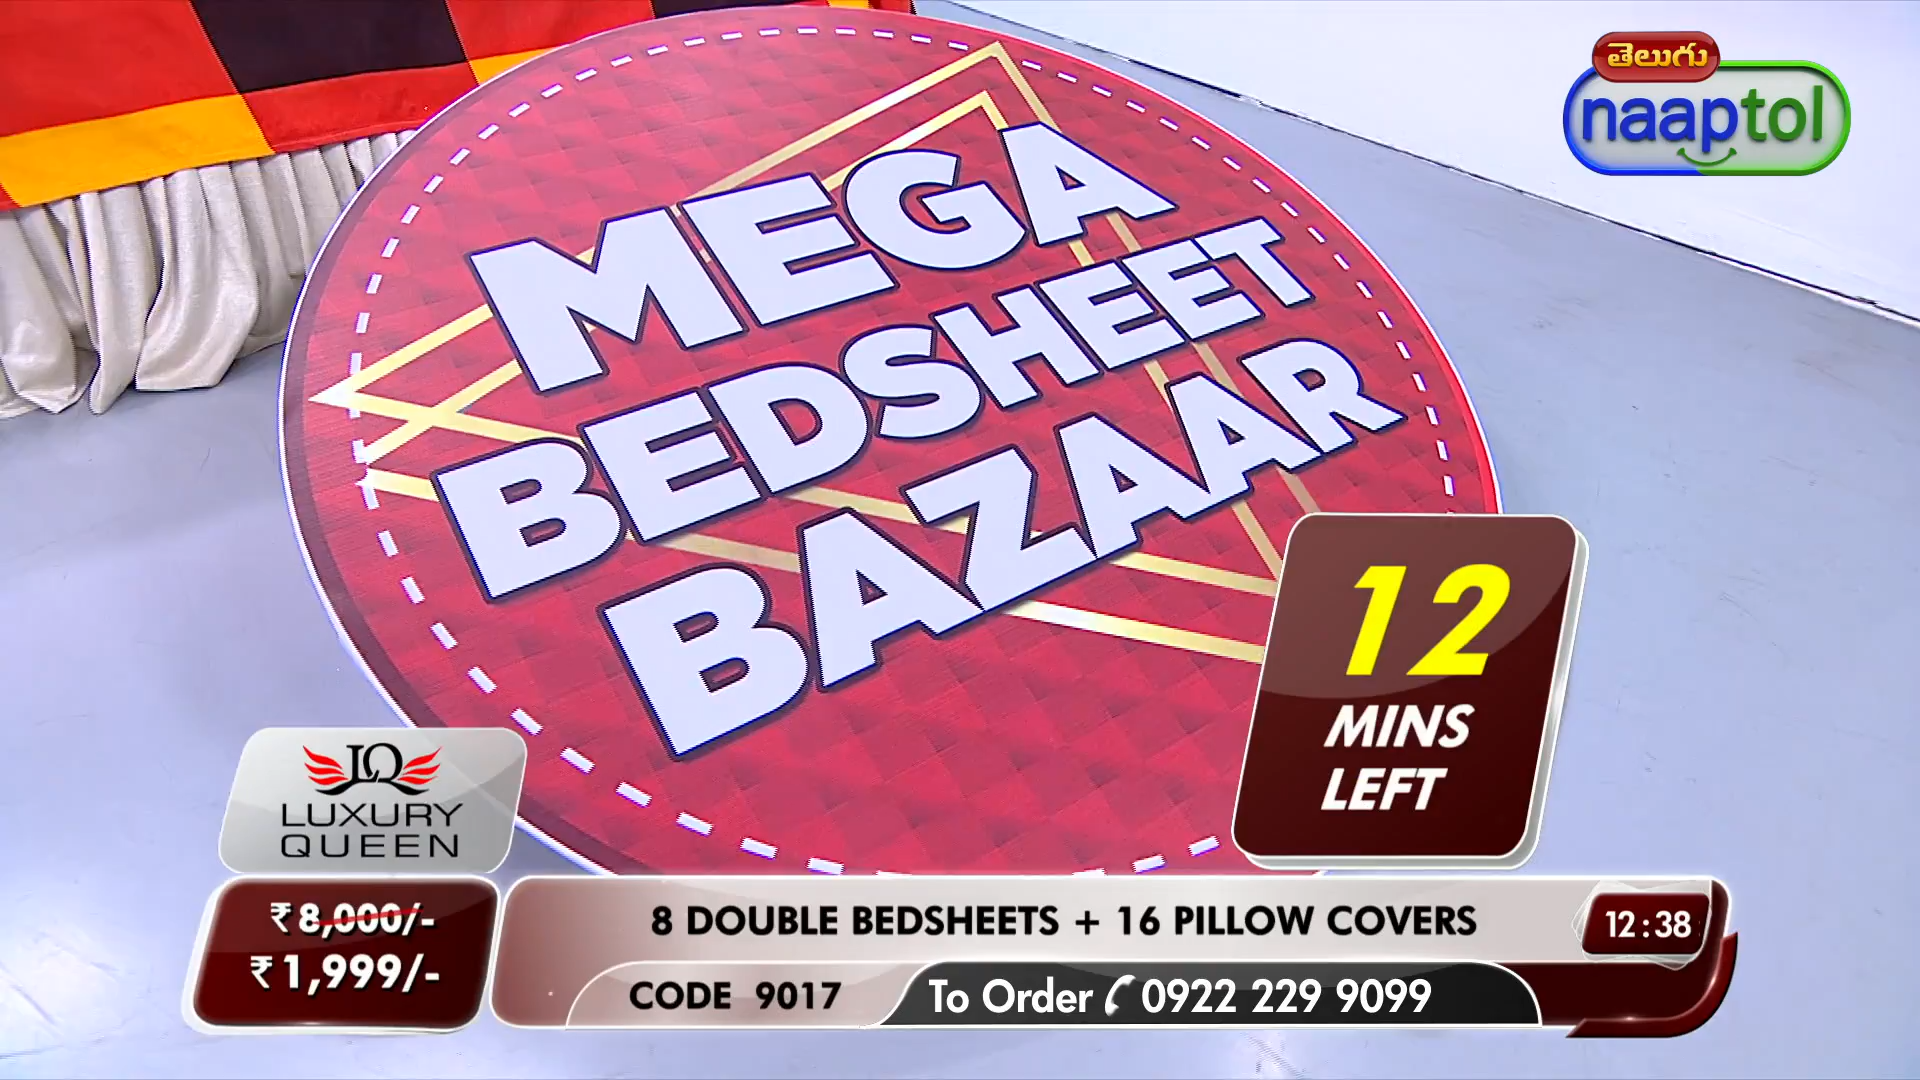 తెలుగు
naaptol
MEGA
BEDSHEET
BAZAAR
12
MINS
LEFT
LQ
LUXURY
QUEEN
₹8,000/-
₹1,999/-
8 DOUBLE BEDSHEETS + 16 PILLOW COVERS
12:38
CODE 9017
To Order 0922 229 9099